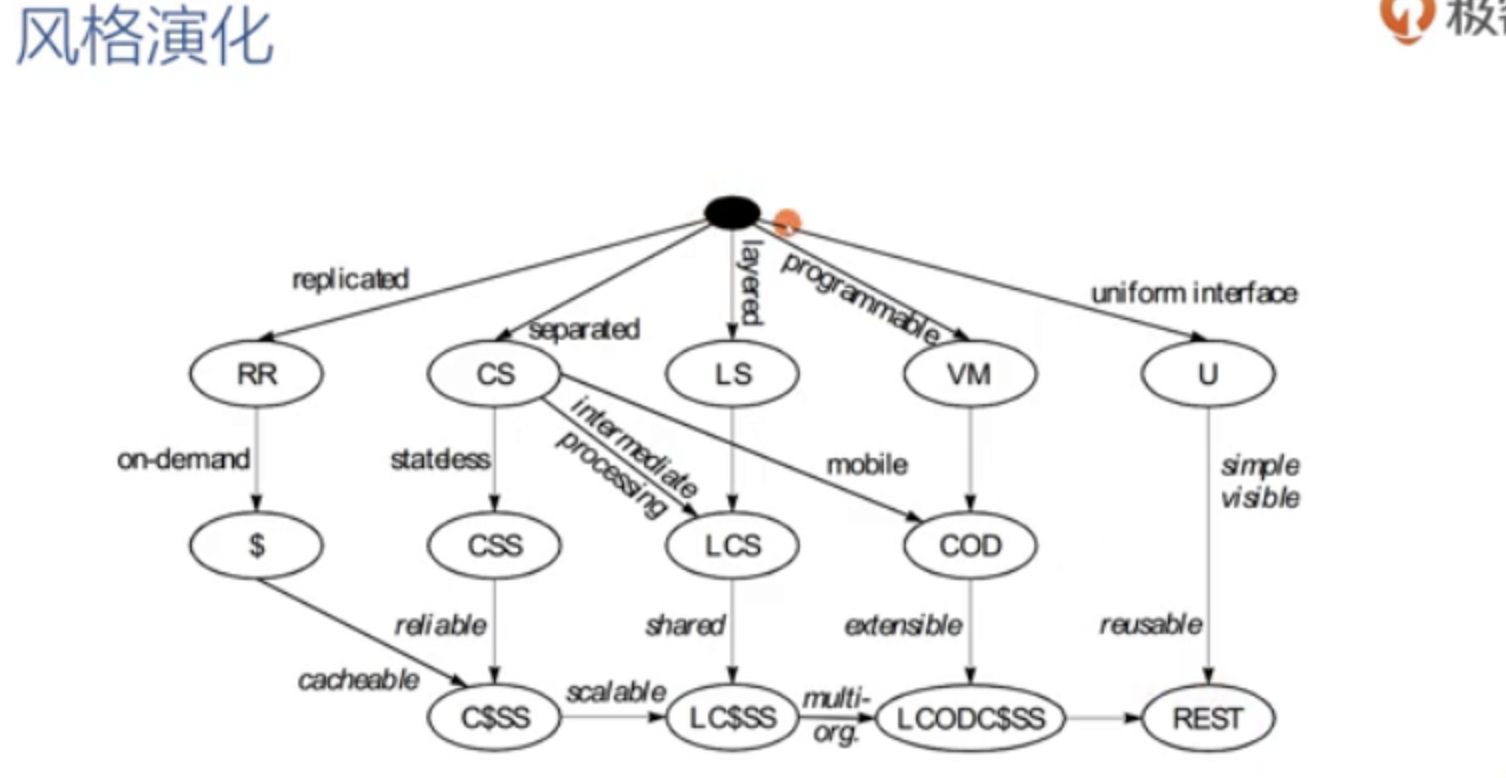 风格演化
极客
replicated
separated
layered
programmable
uniform interface
RR
CS
LS
VM
U
on-demand
stateless
intermediate
processing
mobile
simple
visible
$
CSS
LCS
COD
cacheable
reliable
shared
extensible
reusable
scalable
multi-
org.
C$SS
LC$SS
LCODC$SS
REST